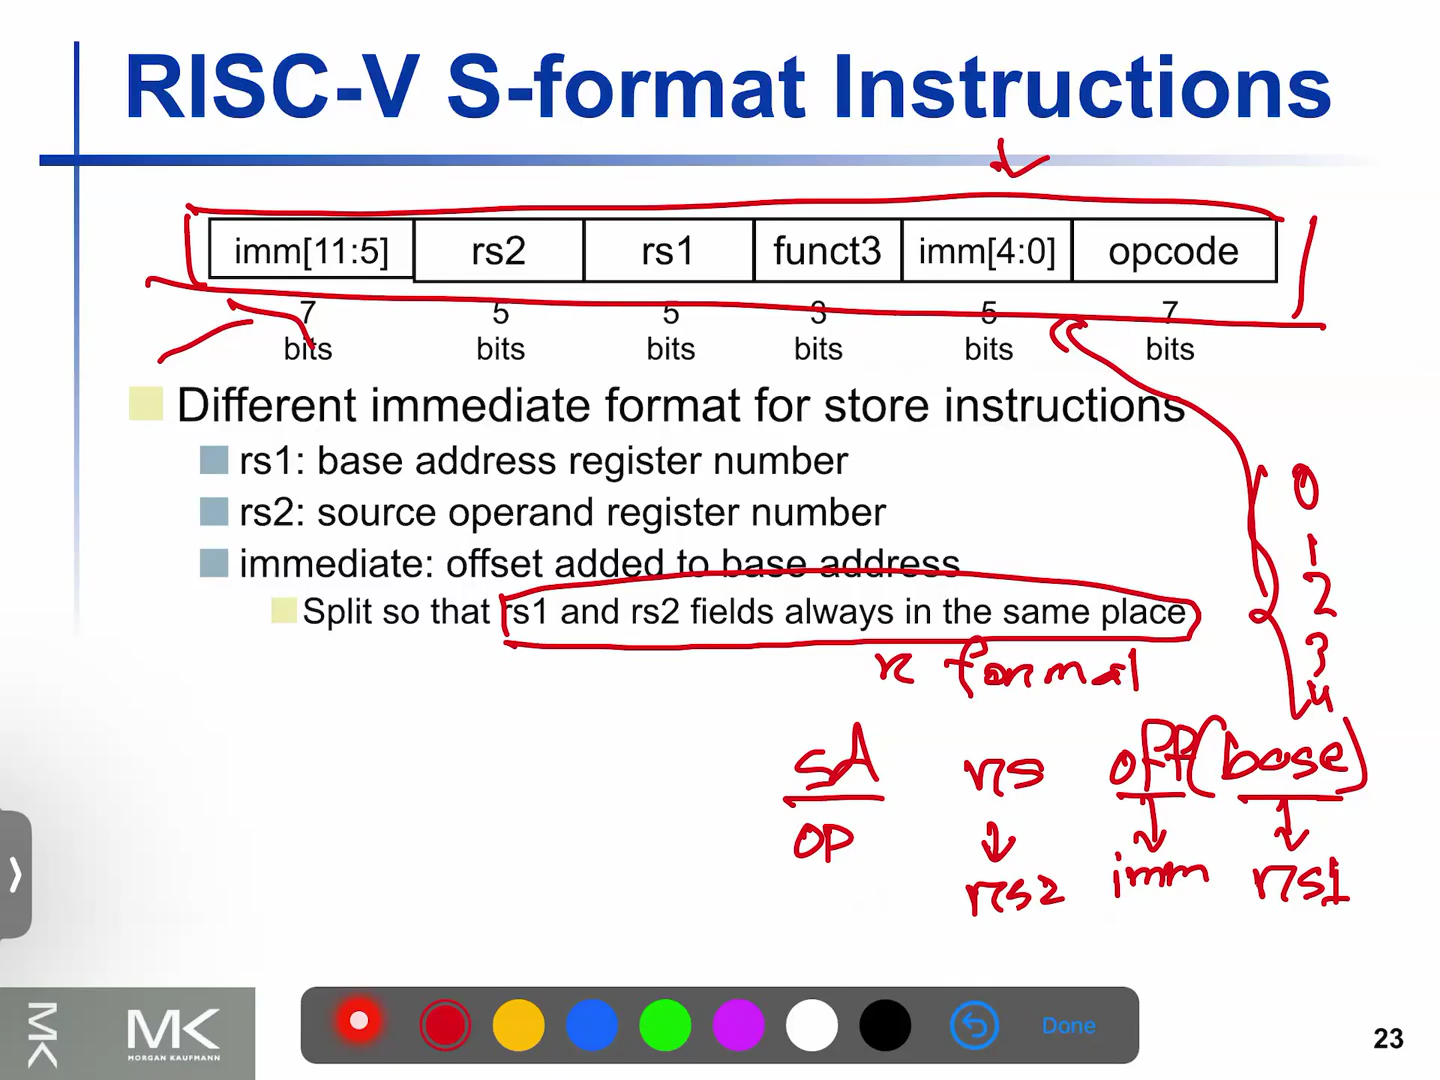 RISC-V S-format Instructions
imm[11:5] rs2 rs1 funct3 imm[4:0] opcode
7 5 5 3 5 7
bits bits bits bits bits bits
Different immediate format for store instructions
rs1: base address register number
rs2: source operand register number
immediate: offset added to base address
Split so that rs1 and rs2 fields always in the same place
0
1
2
3
4
R format
sd rs off(base)
op rs2 imm rs1
MK
MK
MORGAN KAUFMANN
Done
23